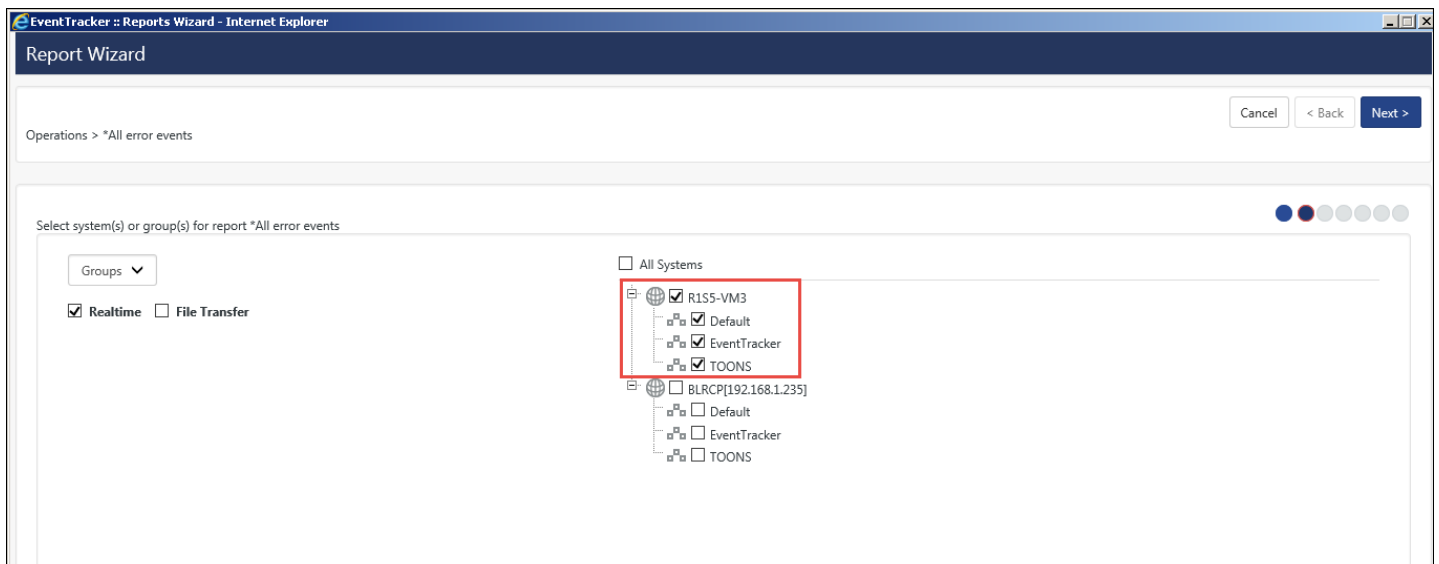 EventTracker :: Reports Wizard - Internet Explorer
Report Wizard
Cancel
< Back
Next >
Operations > *All error events
Select system(s) or group(s) for report *All error events
Groups
Realtime
File Transfer
All Systems
R1S5-VM3
Default
EventTracker
TOONS
BLRCP[192.168.1.235]
Default
EventTracker
TOONS